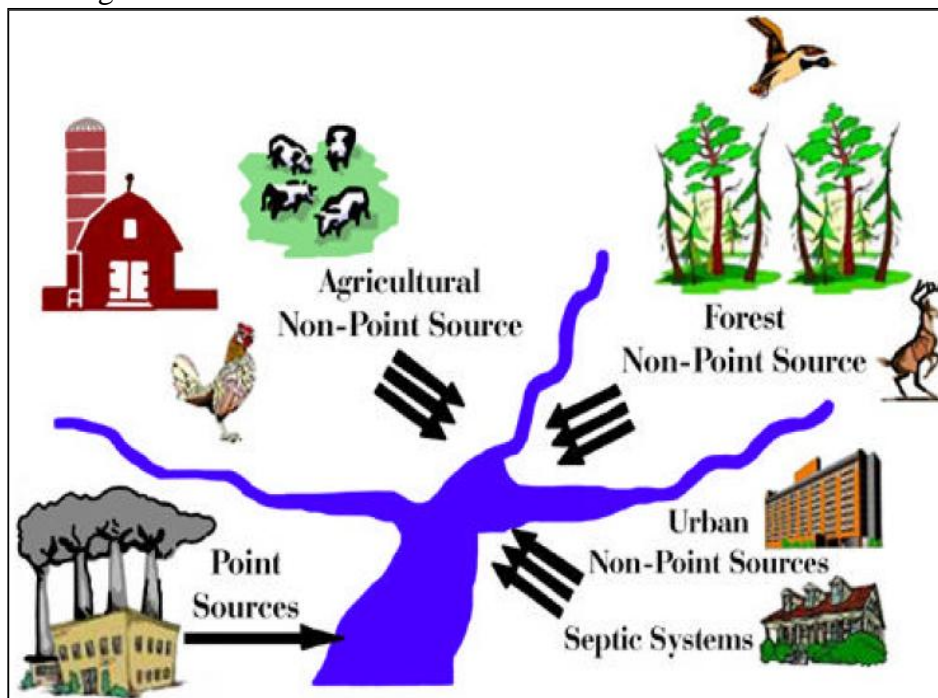 Agricultural
Non-Point Source
Forest
Non-Point Source
Point
Sources
Urban
Non-Point Sources
Septic Systems